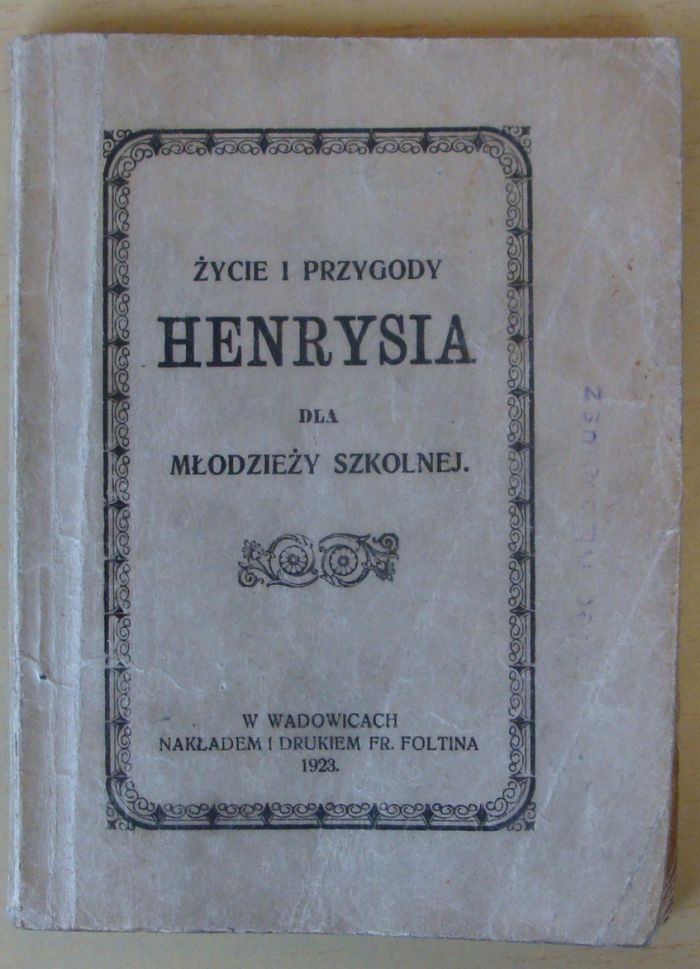 ŻYCIE I PRZYGODY
HENRYSIA
DLA
MŁODZIEŻY SZKOLNEJ.
W WADOWICACH
NAKŁADEM I DRUKIEM FR. FOLTINA
1923.